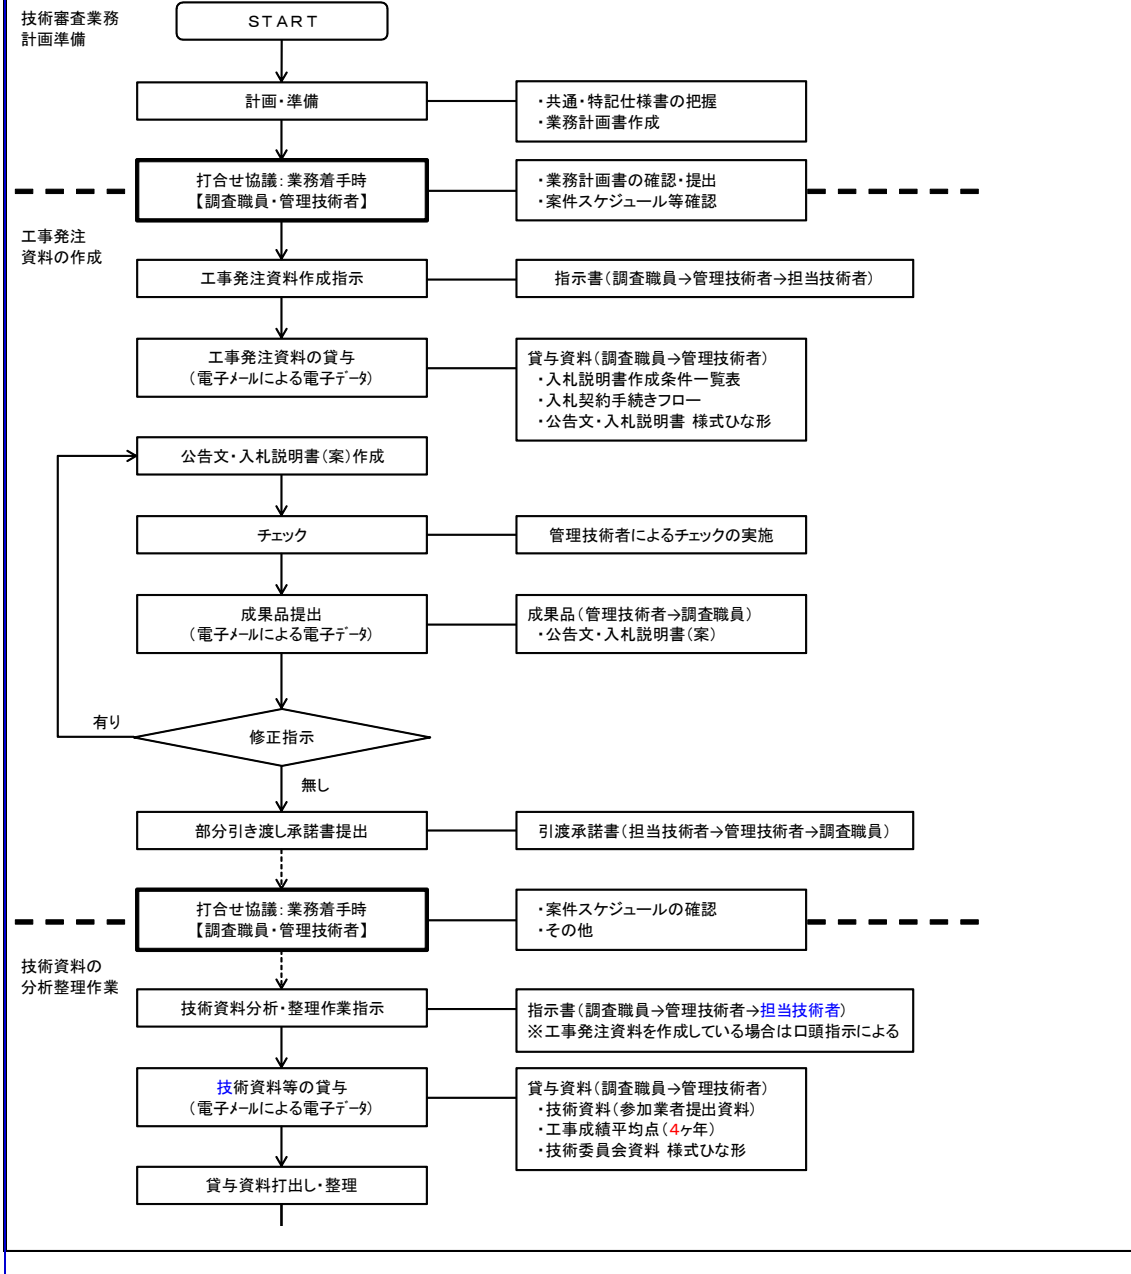 技術審査業務
計画準備
START
計画・準備
・共通・特記仕様書の把握
・業務計画書作成
打合せ協議：業務着手時
【調査職員・管理技術者】
・業務計画書の確認・提出
・案件スケジュール等確認
工事発注
資料の作成
工事発注資料作成指示
指示書（調査職員→管理技術者→担当技術者）
工事発注資料の貸与
（電子メールによる電子データ）
貸与資料（調査職員→管理技術者）
・入札説明書作成条件一覧表
・入札契約手続きフロー
・公告文・入札説明書 様式ひな形
公告文・入札説明書（案）作成
チェック
管理技術者によるチェックの実施
成果品提出
（電子メールによる電子データ）
成果品（管理技術者→調査職員）
・公告文・入札説明書（案）
有り
修正指示
無し
部分引き渡し承諾書提出
引渡承諾書（担当技術者→管理技術者→調査職員）
打合せ協議：業務着手時
【調査職員・管理技術者】
・案件スケジュールの確認
・その他
技術資料の
分析整理作業
技術資料分析・整理作業指示
指示書（調査職員→管理技術者→担当技術者）
※工事発注資料を作成している場合は口頭指示による
技術資料等の貸与
（電子メールによる電子データ）
貸与資料（調査職員→管理技術者）
・技術資料（参加業者提出資料）
・工事成績平均点（4ヶ年）
・技術委員会資料 様式ひな形
貸与資料打出し・整理